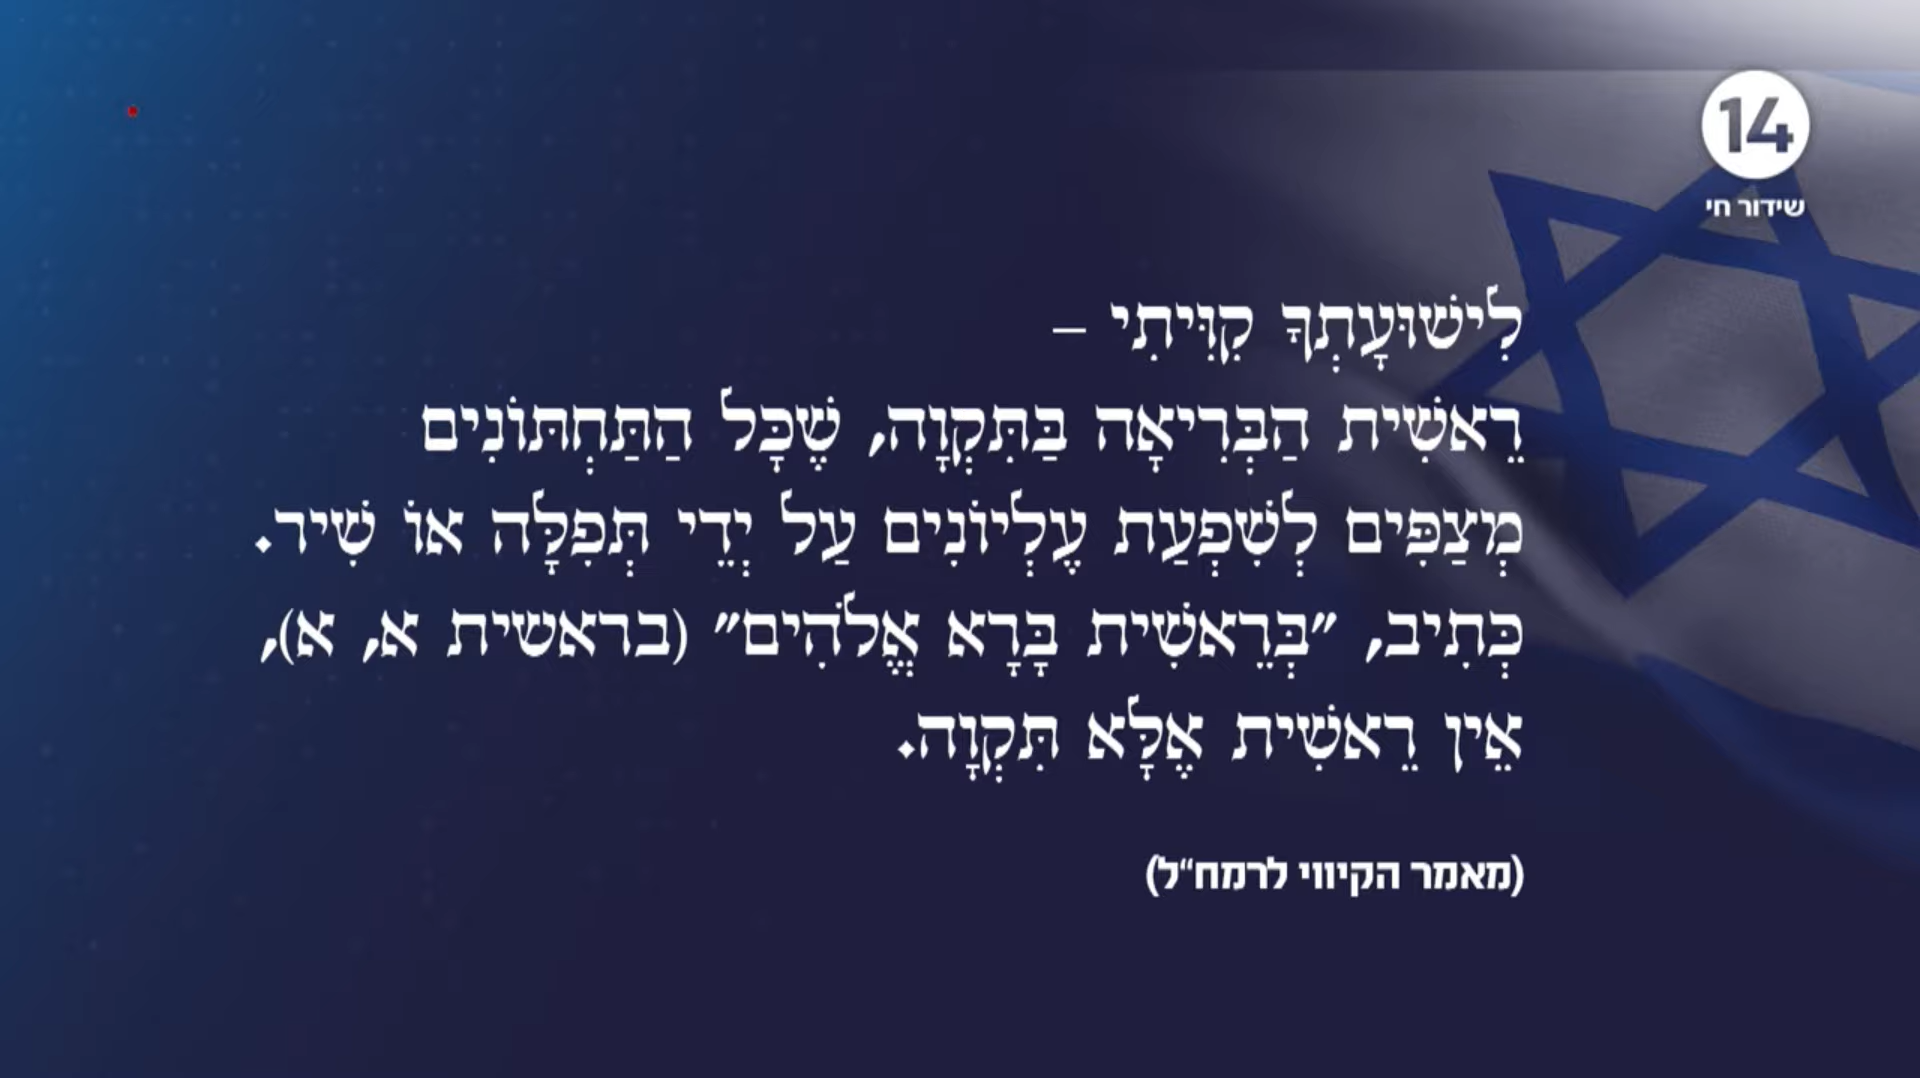 14
שידור חי
לִישׁוּעָתְךָ קִוִּיתִי –
רֵאשִׁית הַבְּרִיאָה בַּתִּקְוָה, שֶׁכָּל הַתַּחְתּוֹנִים
מְצַפִּים לְשִׁפְעַת עֶלְיוֹנִים עַל יְדֵי תְּפִלָּה אוֹ שִׁיר.
כְּתִיב, "בְּרֵאשִׁית בָּרָא אֱלֹהִים" (בראשית א, א),
אֵין רֵאשִׁית אֶלָּא תִּקְוָה.
(מאמר הקיווי לרמח"ל)